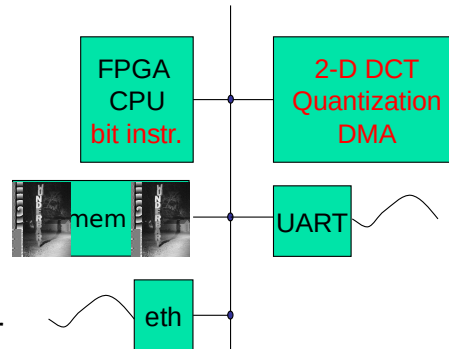 FPGA
CPU
bit instr.
2-D DCT
Quantization
DMA
mem
UART
eth